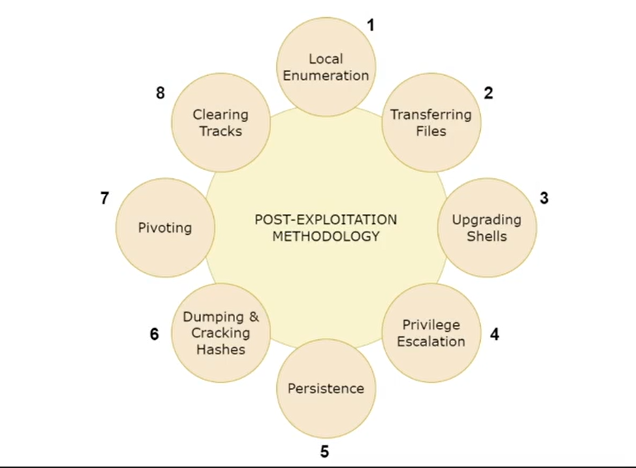 1
Local
Enumeration
2
Transferring
Files
3
Upgrading
Shells
4
Privilege
Escalation
5
Persistence
6
Dumping &
Cracking
Hashes
7
Pivoting
8
Clearing
Tracks
POST-EXPLOITATION
METHODOLOGY